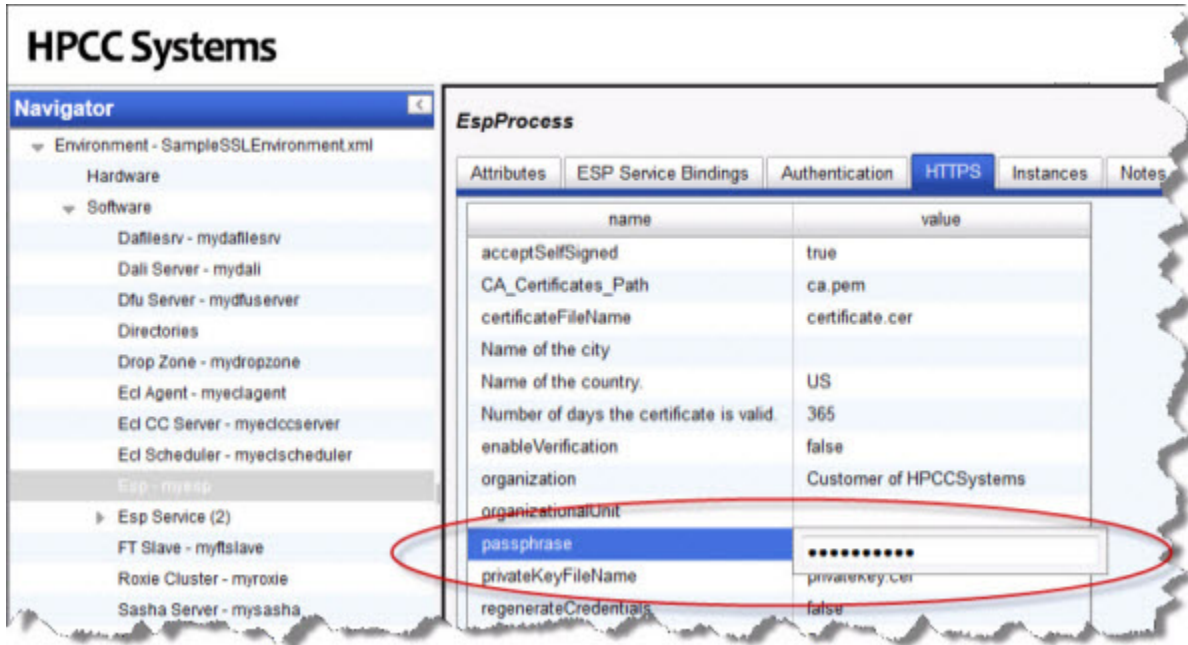 HPCC Systems
Navigator
Environment - SampleSSLEnvironment.xml
Hardware
Software
Dafilesrv - mydafilesrv
Dali Server - mydali
Dfu Server - mydfuserver
Directories
Drop Zone - mydropzone
Ecl Agent - myeclagent
Ecl CC Server - myeclccserver
Ecl Scheduler - myeclscheduler
Esp - myesp
Esp Service (2)
FT Slave - myftslave
Roxie Cluster - myroxie
Sasha Server - mysasha
EspProcess
Attributes ESP Service Bindings Authentication HTTPS Instances Notes
name value
acceptSelfSigned true
CA_Certificates_Path ca.pem
certificateFileName certificate.cer
Name of the city
Name of the country. US
Number of days the certificate is valid. 365
enableVerification false
organization Customer of HPCCSystems
organizationalUnit
passphrase ••••••••••
privateKeyFileName privatekey.cer
regenerateCredentials false